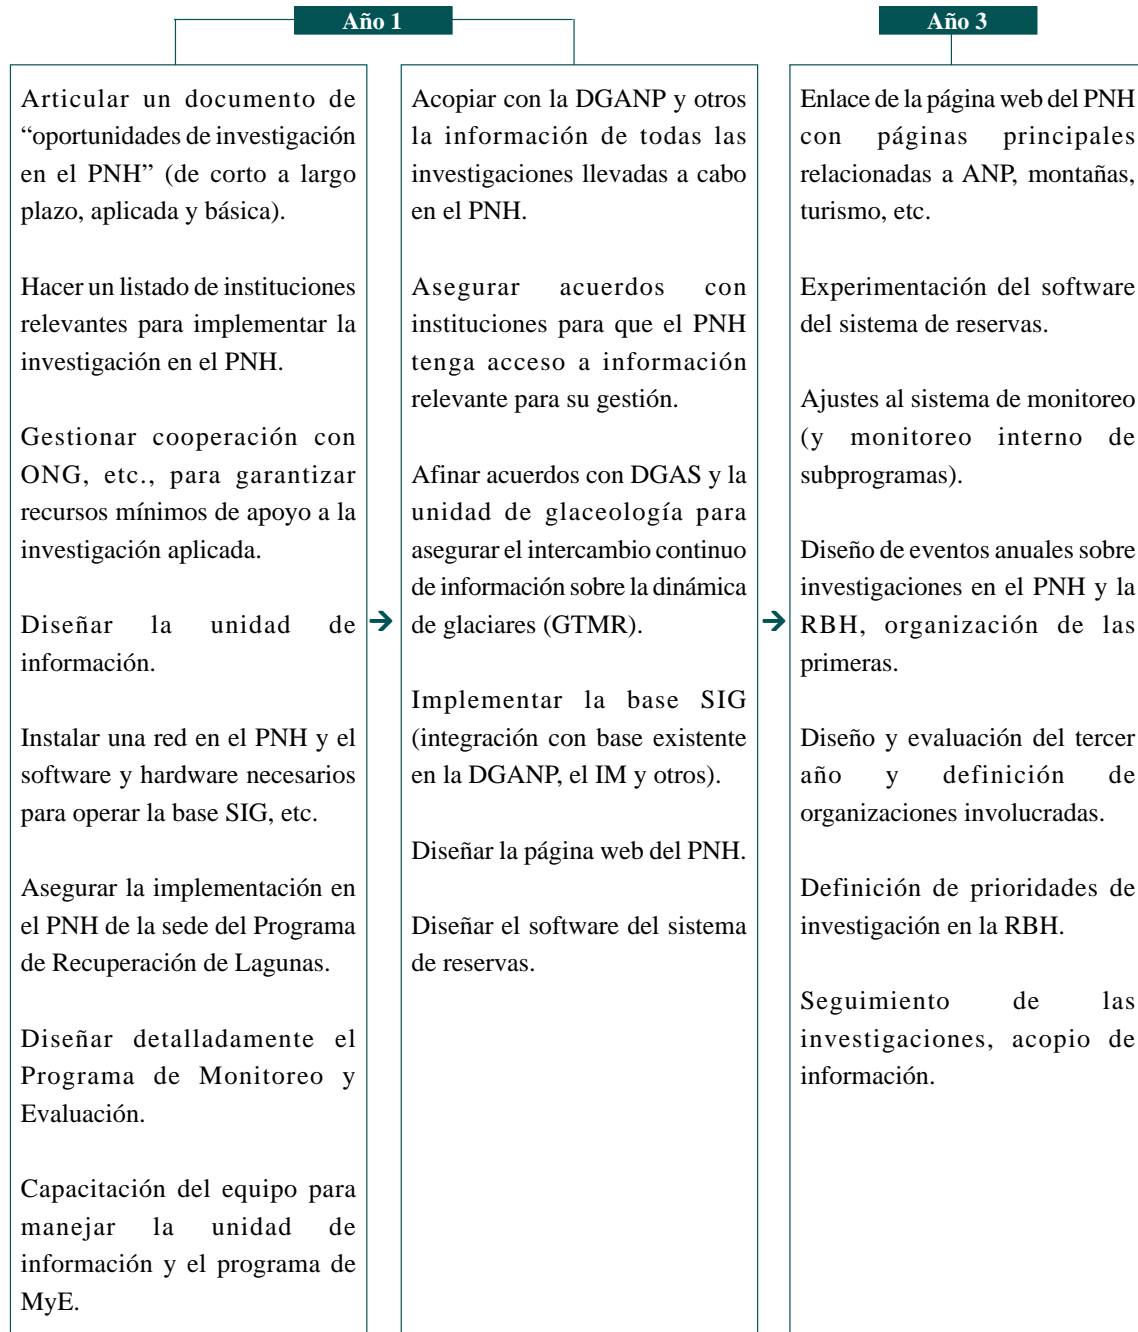 Año 1
Articular un documento de
“oportunidades de investigación
en el PNH” (de corto a largo
plazo, aplicada y básica).
Hacer un listado de instituciones
relevantes para implementar la
investigación en el PNH.
Gestionar cooperación con
ONG, etc., para garantizar
recursos mínimos de apoyo a la
investigación aplicada.
Diseñar la unidad de
información.
Instalar una red en el PNH y el
software y hardware necesarios
para operar la base SIG, etc.
Asegurar la implementación en
el PNH de la sede del Programa
de Recuperación de Lagunas.
Diseñar detalladamente el
Programa de Monitoreo y
Evaluación.
Capacitación del equipo para
manejar la unidad de
información y el programa de
MyE.
Acopiar con la DGANP y otros
la información de todas las
investigaciones llevadas a cabo
en el PNH.
Asegurar acuerdos con
instituciones para que el PNH
tenga acceso a información
relevante para su gestión.
Afinar acuerdos con DGAS y la
unidad de glaceología para
asegurar el intercambio continuo
de información sobre la dinámica
de glaciares (GTMR).
Implementar la base SIG
(integración con base existente
en la DGANP, el IM y otros).
Diseñar la página web del PNH.
Diseñar el software del sistema
de reservas.
Año 3
Enlace de la página web del PNH
con páginas principales
relacionadas a ANP, montañas,
turismo, etc.
Experimentación del software
del sistema de reservas.
Ajustes al sistema de monitoreo
(y monitoreo interno de
subprogramas).
Diseño de eventos anuales sobre
investigaciones en el PNH y la
RBH, organización de las
primeras.
Diseño y evaluación del tercer
año y definición de
organizaciones involucradas.
Definición de prioridades de
investigación en la RBH.
Seguimiento de las
investigaciones, acopio de
información.